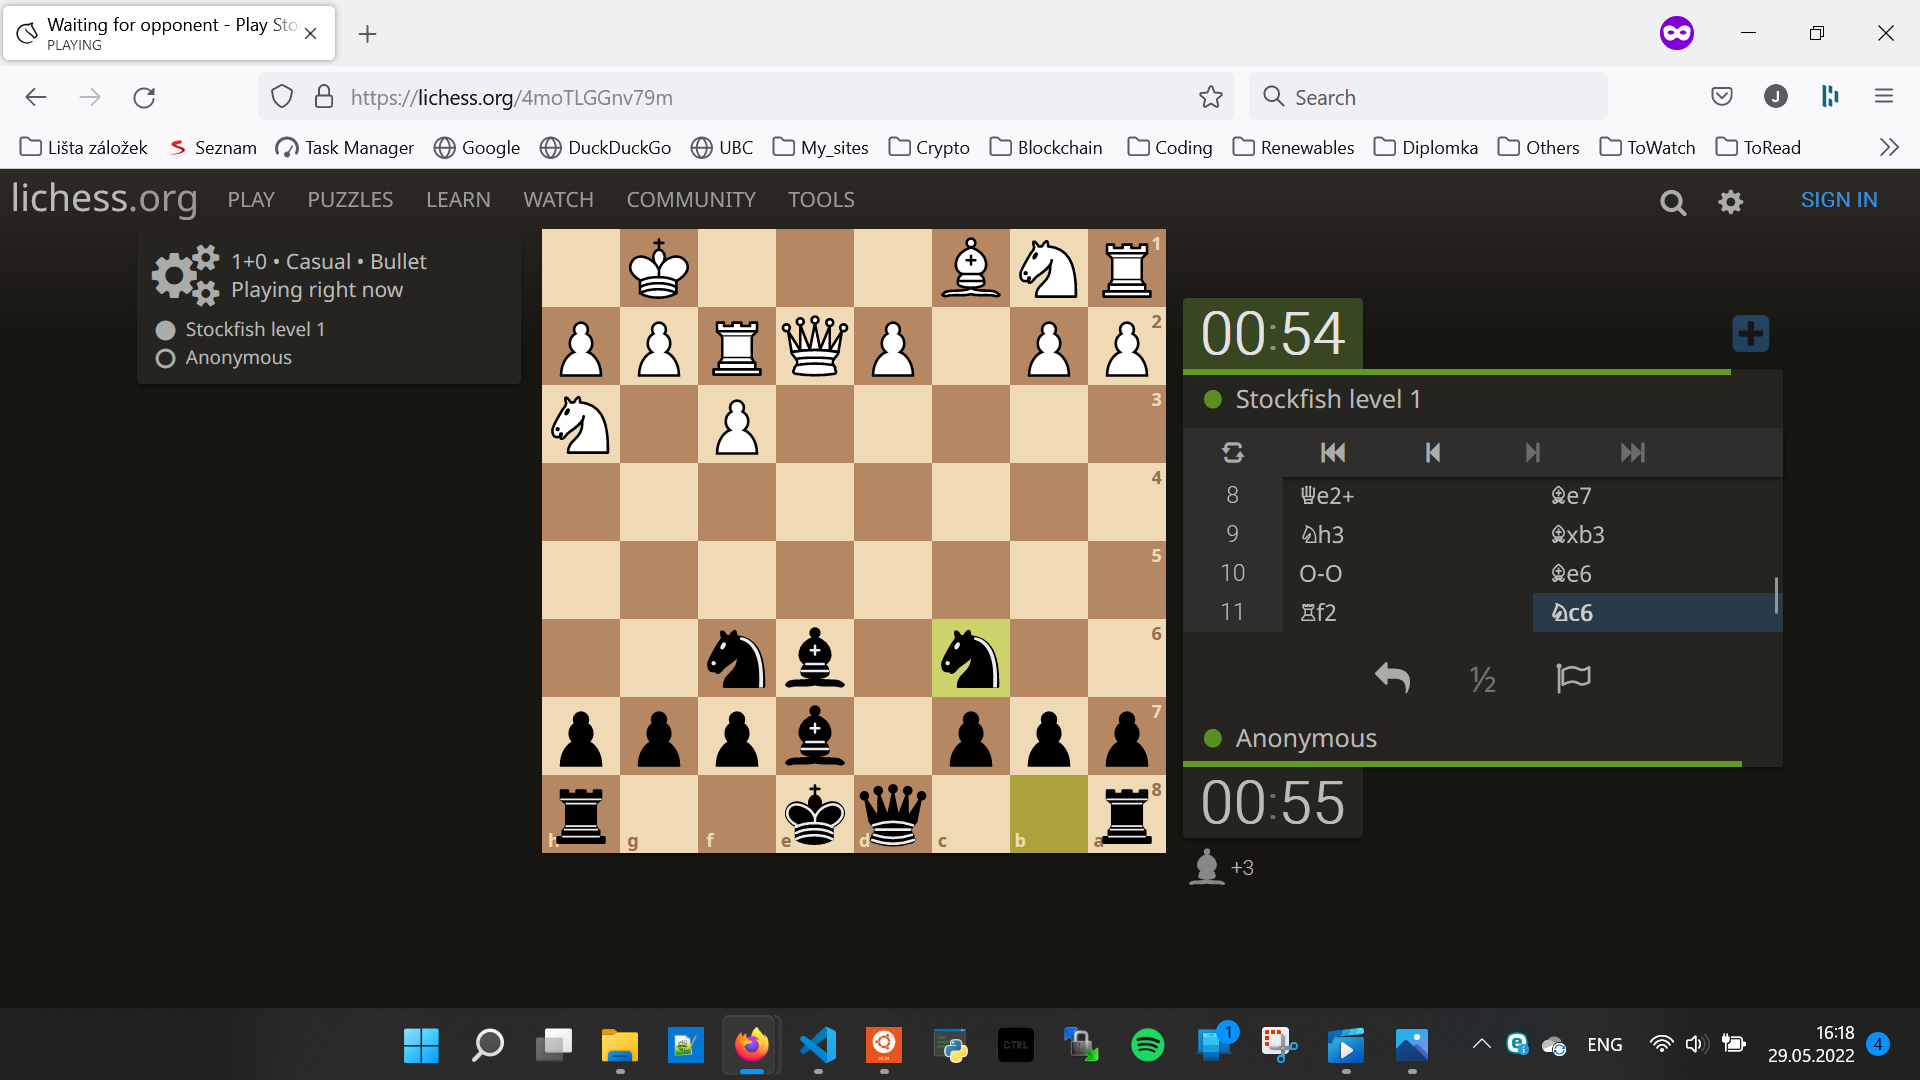 Waiting for opponent - Play Sto
PLAYING
https://lichess.org/4moTLGGnv79m
Search
J
Lišta záložek
Seznam
Task Manager
Google
DuckDuckGo
UBC
My_sites
Crypto
Blockchain
Coding
Renewables
Diplomka
Others
ToWatch
ToRead
lichess.org
PLAY
PUZZLES
LEARN
WATCH
COMMUNITY
TOOLS
SIGN IN
1+0 • Casual • Bullet
Playing right now
Stockfish level 1
Anonymous
1
2
3
4
5
6
7
8
h
g
f
e
d
c
b
a
00:54
Stockfish level 1
8 ♕e2+ ♗e7
9 ♘h3 ♗xb3
10 O-O ♗e6
11 ♖f2 ♘c6
½
Anonymous
00:55
+3
CTRL
1
ENG
16:18
29.05.2022
4